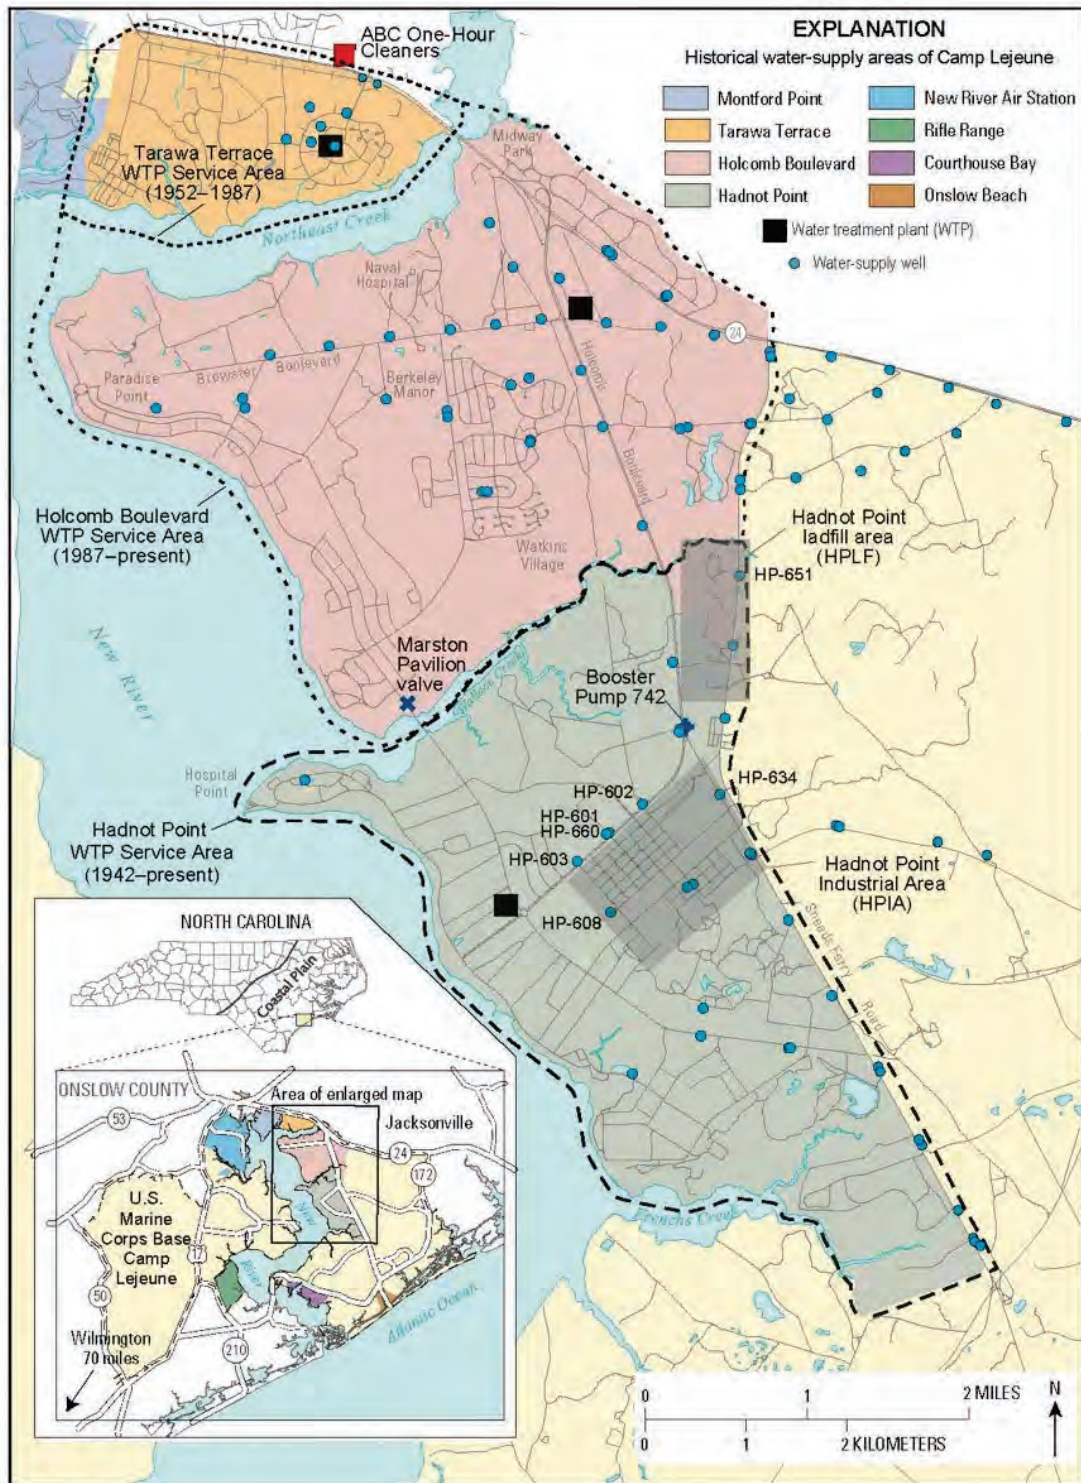 ABC One-Hour
Cleaners
EXPLANATION
Historical water-supply areas of Camp Lejeune
Montford Point
New River Air Station
Tarawa Terrace
Rifle Range
Holcomb Boulevard
Courthouse Bay
Hadnot Point
Onslow Beach
Water treatment plant (WTP)
Water-supply well
Midway
Park
Tarawa Terrace
WTP Service Area
(1952–1987)
Northeast Creek
Naval
Hospital
24
Holcomb
Boulevard
Paradise
Point
Brewster
Boulevard
Berkeley
Manor
Holcomb Boulevard
WTP Service Area
(1987–present)
Watkins
Village
Hadnot Point
ladfill area
(HPLF)
HP-651
New River
Marston
Pavilion
valve
Wallace Creek
Booster
Pump 742
Hospital
Point
HP-634
HP-602
HP-601
HP-660
HP-603
HP-608
Hadnot Point
WTP Service Area
(1942–present)
Hadnot Point
Industrial Area
(HPIA)
Sneads Ferry
Road
Frenchs Creek
NORTH CAROLINA
Coastal Plain
ONSLOW COUNTY
Area of enlarged map
Jacksonville
53
24
172
U.S.
Marine
Corps Base
Camp
Lejeune
New
River
17
50
210
Wilmington
70 miles
Atlantic Ocean
0 1 2 MILES
0 1 2 KILOMETERS
N